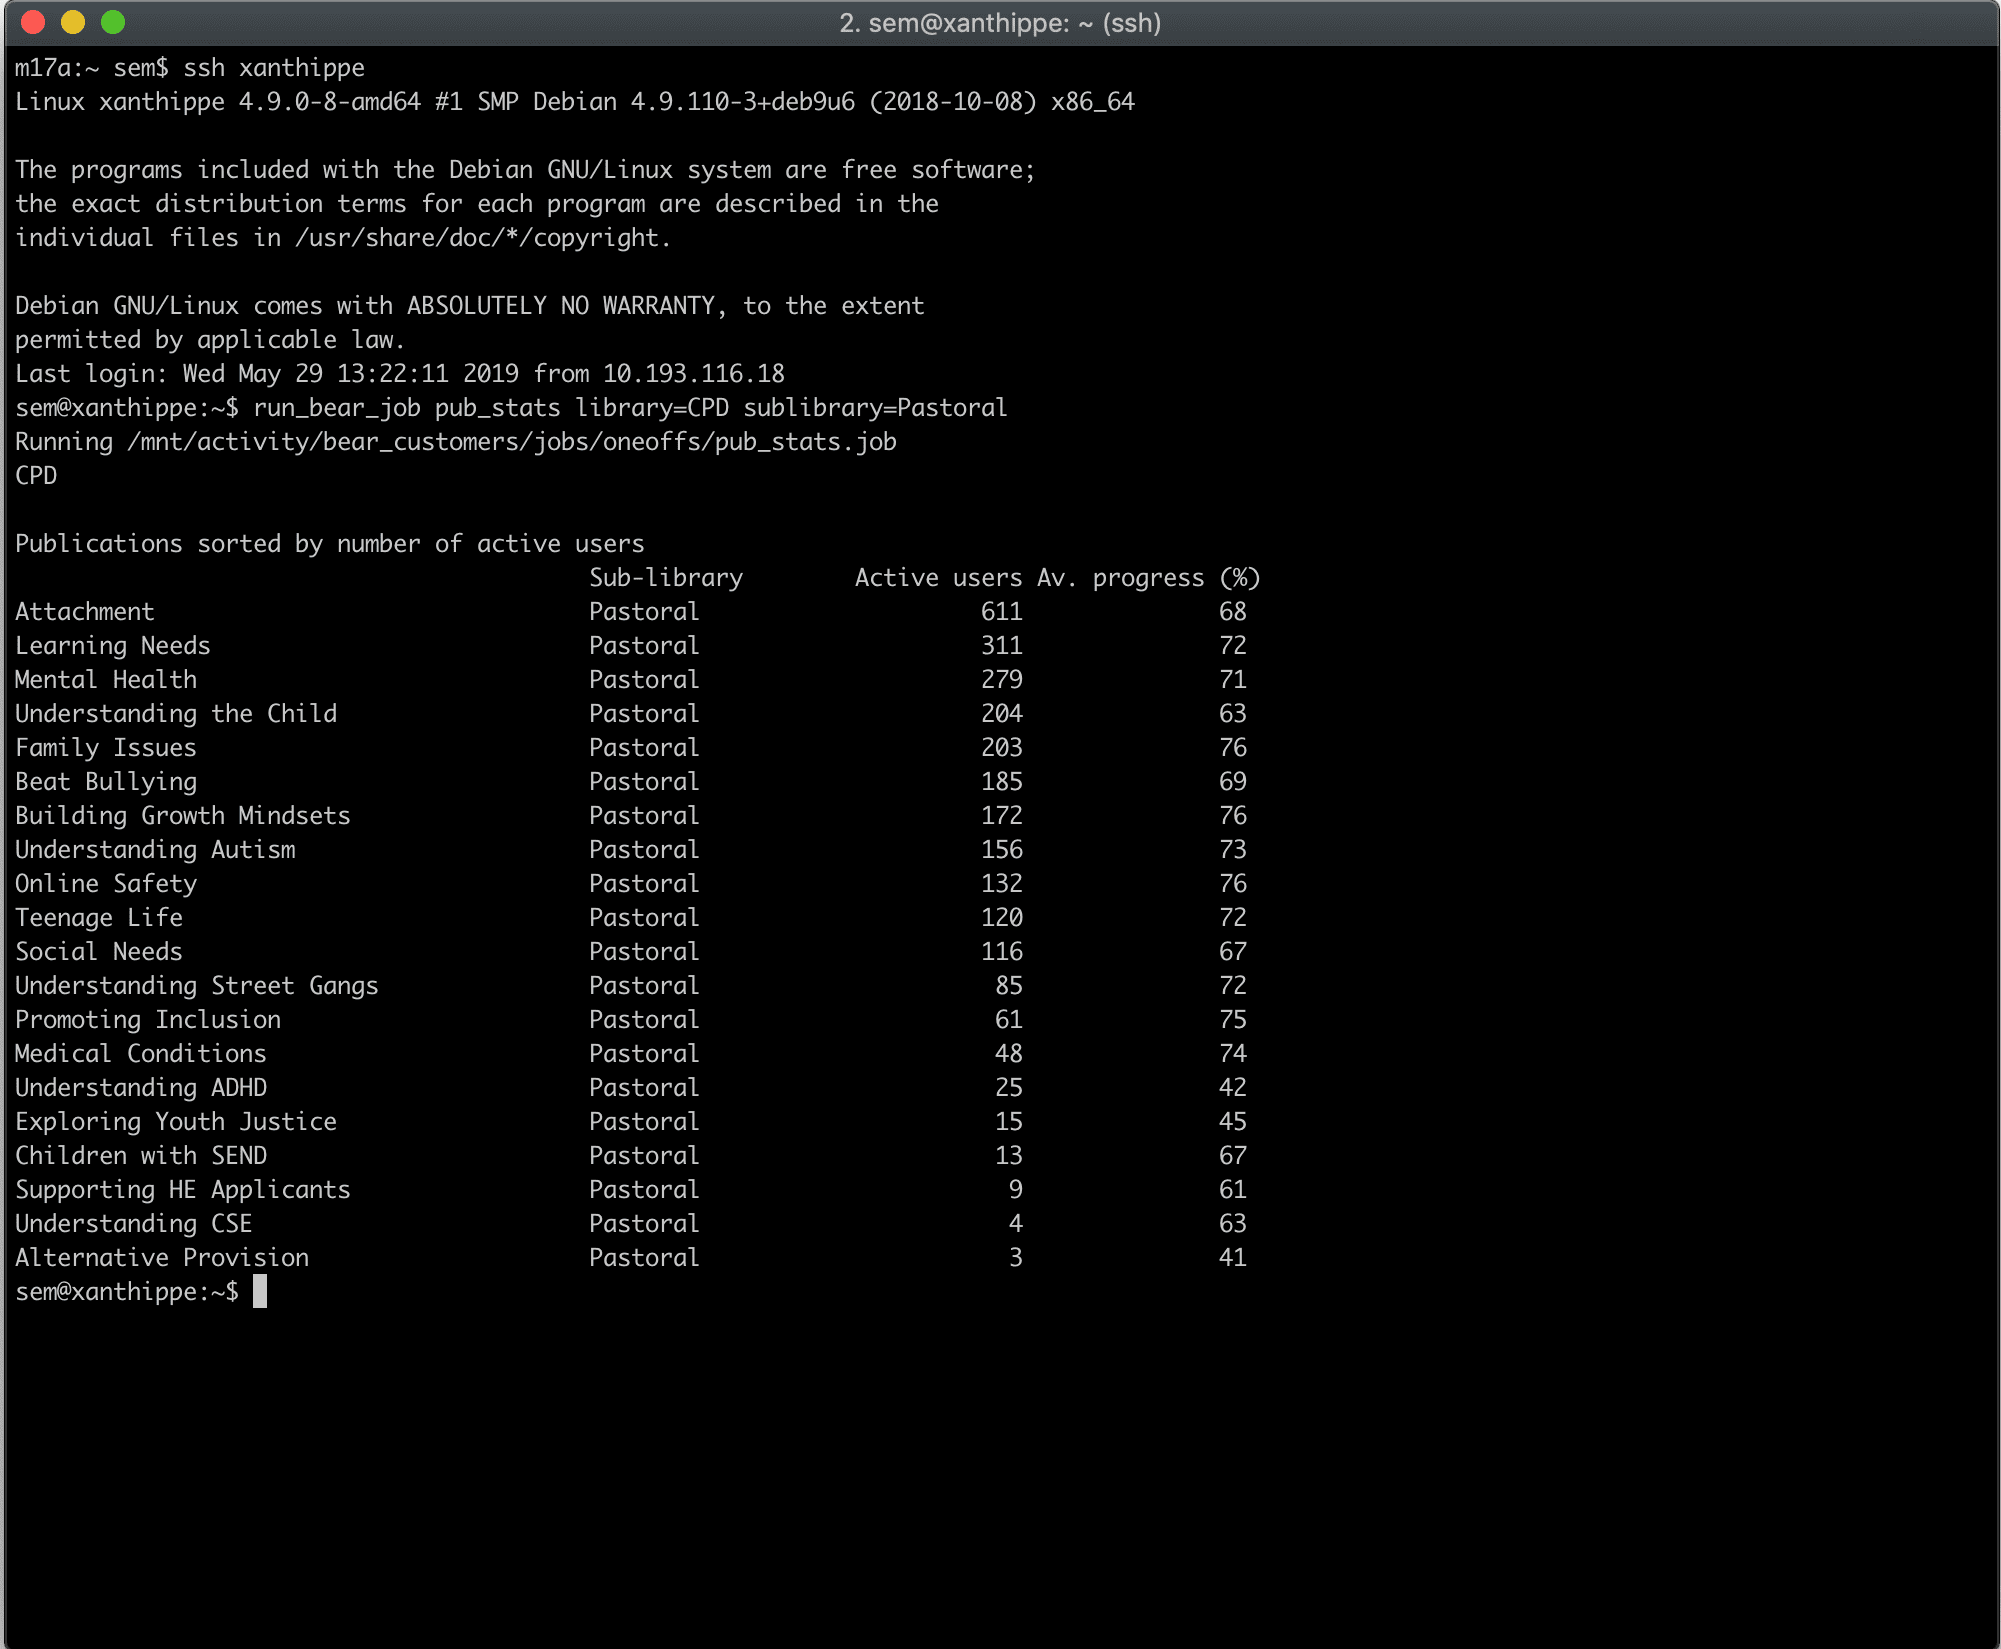 2. sem@xanthippe: ~ (ssh)
m17a:~ sem$ ssh xanthippe
Linux xanthippe 4.9.0-8-amd64 #1 SMP Debian 4.9.110-3+deb9u6 (2018-10-08) x86_64
The programs included with the Debian GNU/Linux system are free software;
the exact distribution terms for each program are described in the
individual files in /usr/share/doc/*/copyright.
Debian GNU/Linux comes with ABSOLUTELY NO WARRANTY, to the extent
permitted by applicable law.
Last login: Wed May 29 13:22:11 2019 from 10.193.116.18
sem@xanthippe:~$ run_bear_job pub_stats library=CPD sublibrary=Pastoral
Running /mnt/activity/bear_customers/jobs/oneoffs/pub_stats.job
CPD
Publications sorted by number of active users
Sub-library Active users Av. progress (%)
Attachment Pastoral 611 68
Learning Needs Pastoral 311 72
Mental Health Pastoral 279 71
Understanding the Child Pastoral 204 63
Family Issues Pastoral 203 76
Beat Bullying Pastoral 185 69
Building Growth Mindsets Pastoral 172 76
Understanding Autism Pastoral 156 73
Online Safety Pastoral 132 76
Teenage Life Pastoral 120 72
Social Needs Pastoral 116 67
Understanding Street Gangs Pastoral 85 72
Promoting Inclusion Pastoral 61 75
Medical Conditions Pastoral 48 74
Understanding ADHD Pastoral 25 42
Exploring Youth Justice Pastoral 15 45
Children with SEND Pastoral 13 67
Supporting HE Applicants Pastoral 9 61
Understanding CSE Pastoral 4 63
Alternative Provision Pastoral 3 41
sem@xanthippe:~$